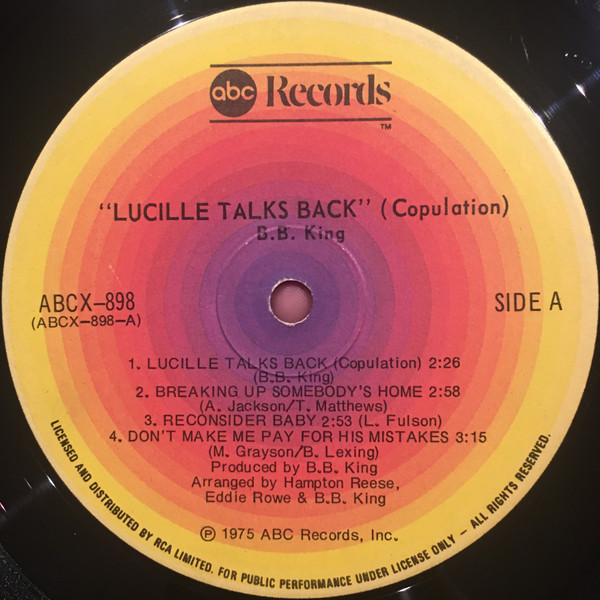 abc Records
TM
"LUCILLE TALKS BACK" (Copulation)
B.B. King
ABCX-898
(ABCX-898-A)
SIDE A
1. LUCILLE TALKS BACK (Copulation) 2:26
(B.B. King)
2. BREAKING UP SOMEBODY'S HOME 2:58
(A. Jackson/T. Matthews)
3. RECONSIDER BABY 2:53 (L. Fulson)
4. DON'T MAKE ME PAY FOR HIS MISTAKES 3:15
(M. Grayson/B. Lexing)
Produced by B.B. King
Arranged by Hampton Reese,
Eddie Rowe & B.B. King
℗ 1975 ABC Records, Inc.
LICENSED AND DISTRIBUTED BY RCA LIMITED. FOR PUBLIC PERFORMANCE UNDER LICENSE ONLY - ALL RIGHTS RESERVED.